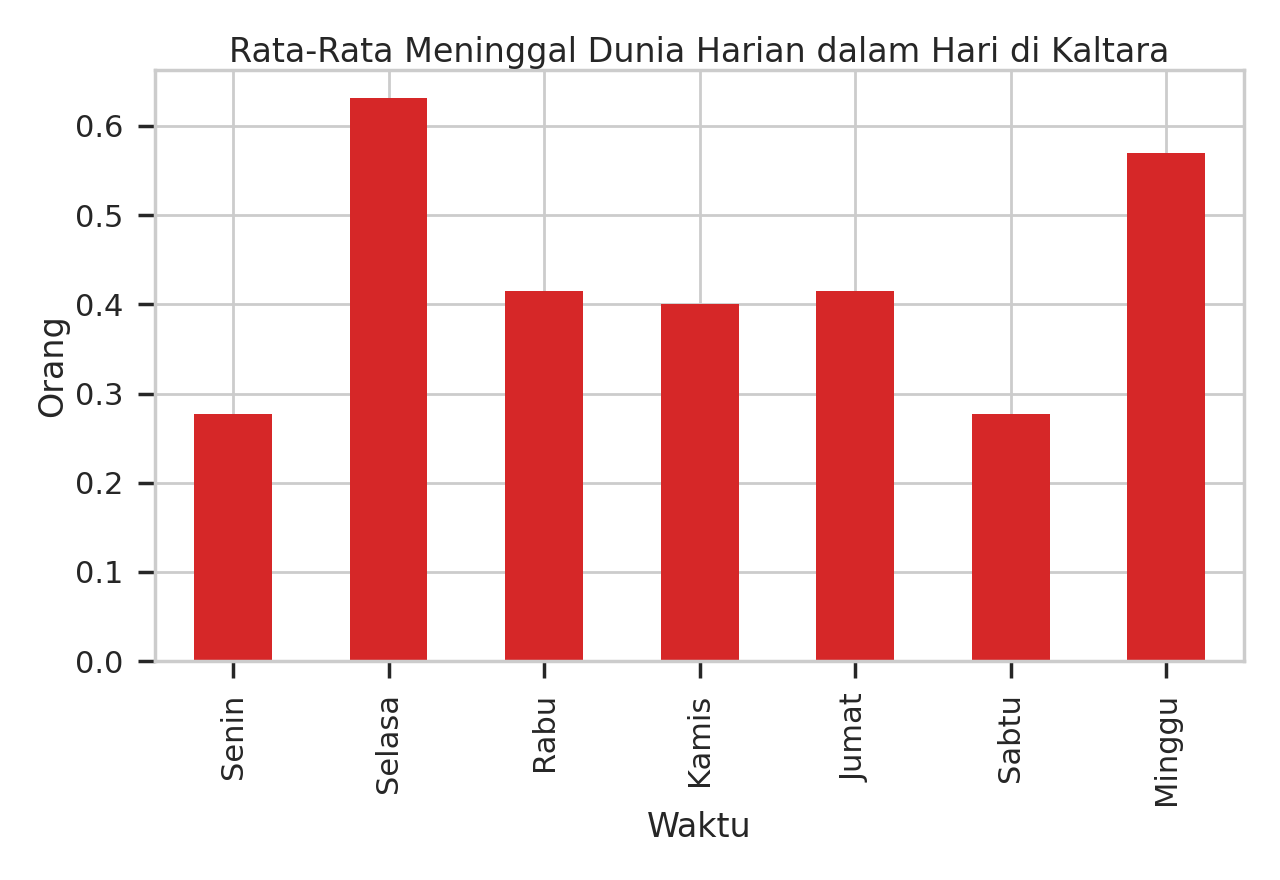 Rata-Rata Meninggal Dunia Harian dalam Hari di Kaltara
Orang
0.6
0.5
0.4
0.3
0.2
0.1
0.0
Senin
Selasa
Rabu
Kamis
Jumat
Sabtu
Minggu
Waktu